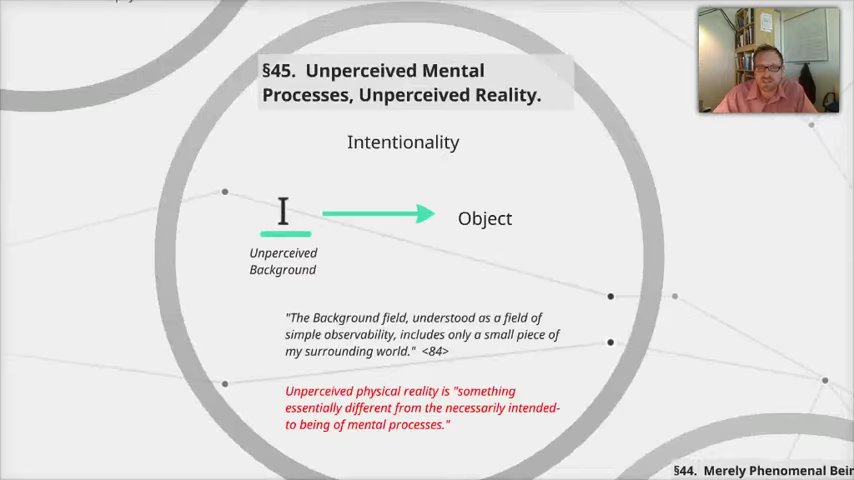 §45. Unperceived Mental
Processes, Unperceived Reality.
Intentionality
I
Object
Unperceived
Background
"The Background field, understood as a field of
simple observability, includes only a small piece of
my surrounding world." <84>
Unperceived physical reality is "something
essentially different from the necessarily intended-
to being of mental processes."
§44. Merely Phenomenal Bein